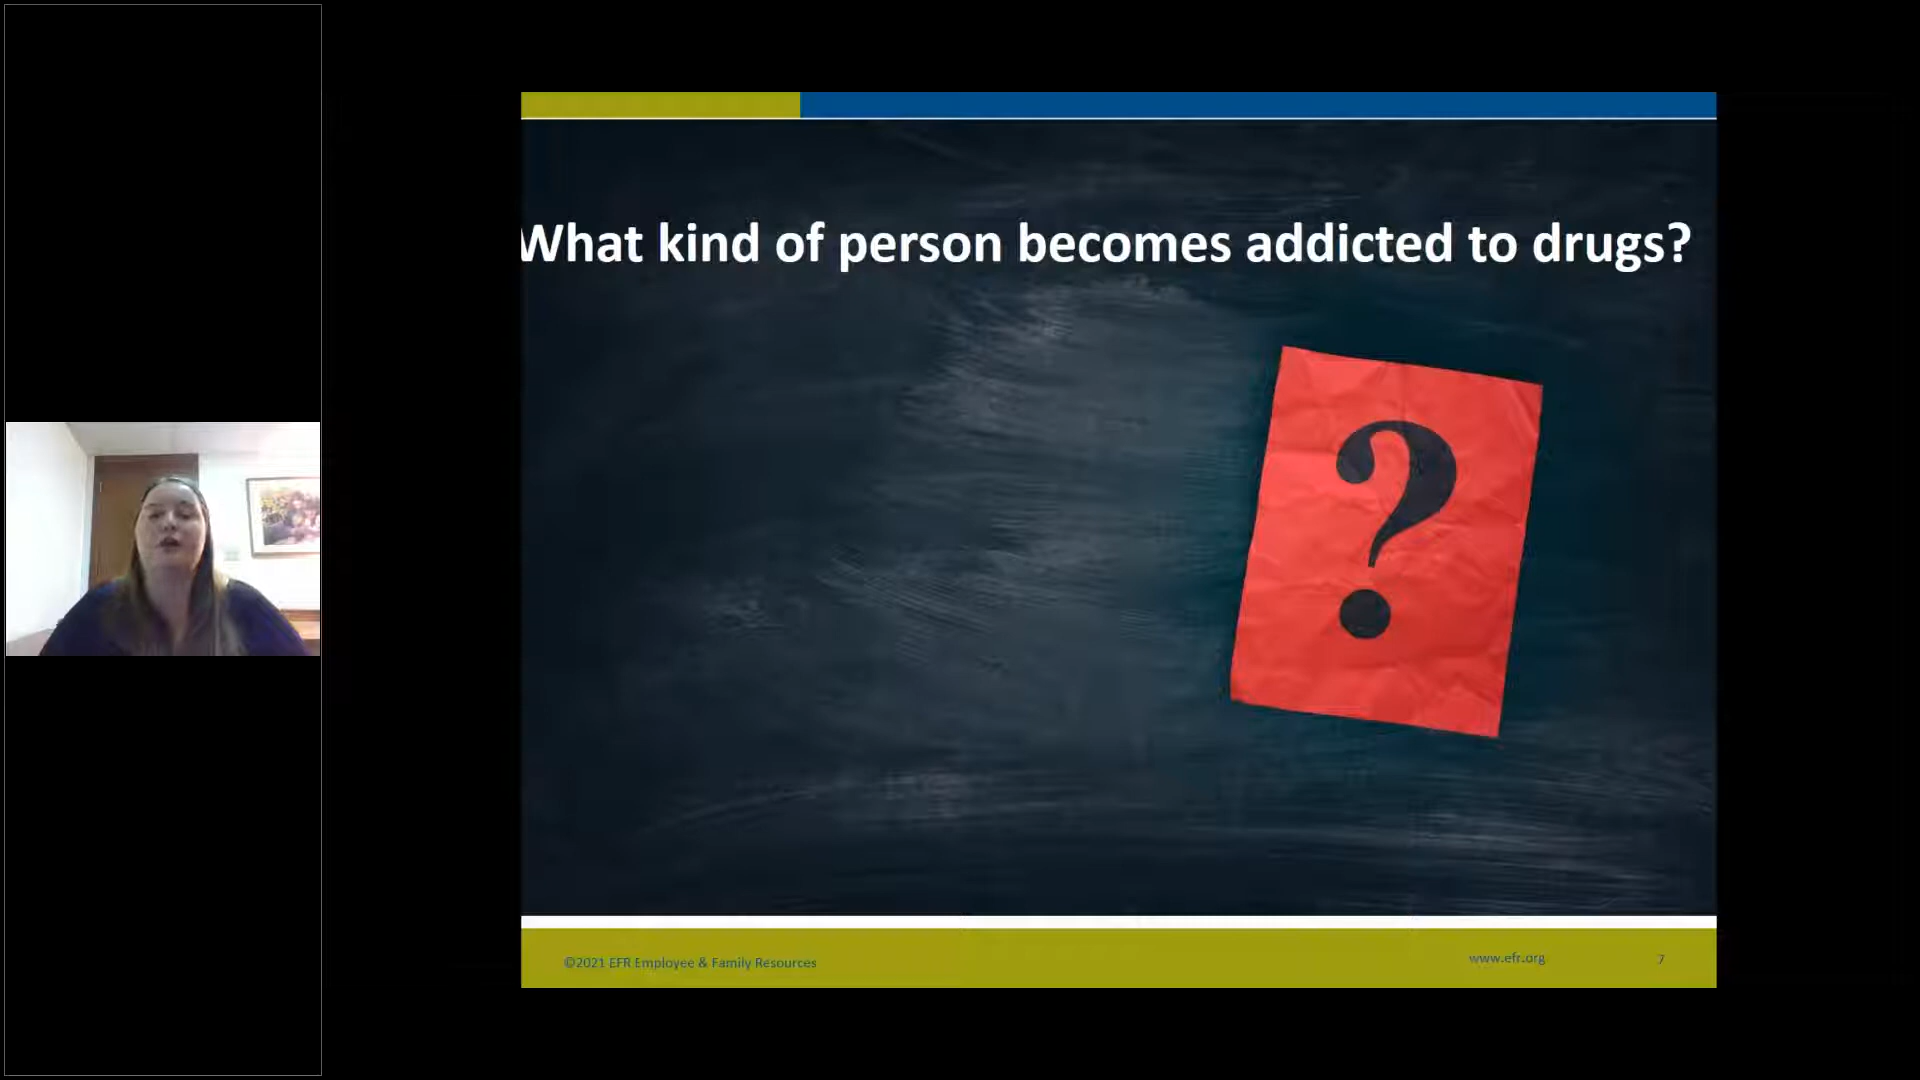 What kind of person becomes addicted to drugs?
?
©2021 EFR Employee & Family Resources
www.efr.org
7